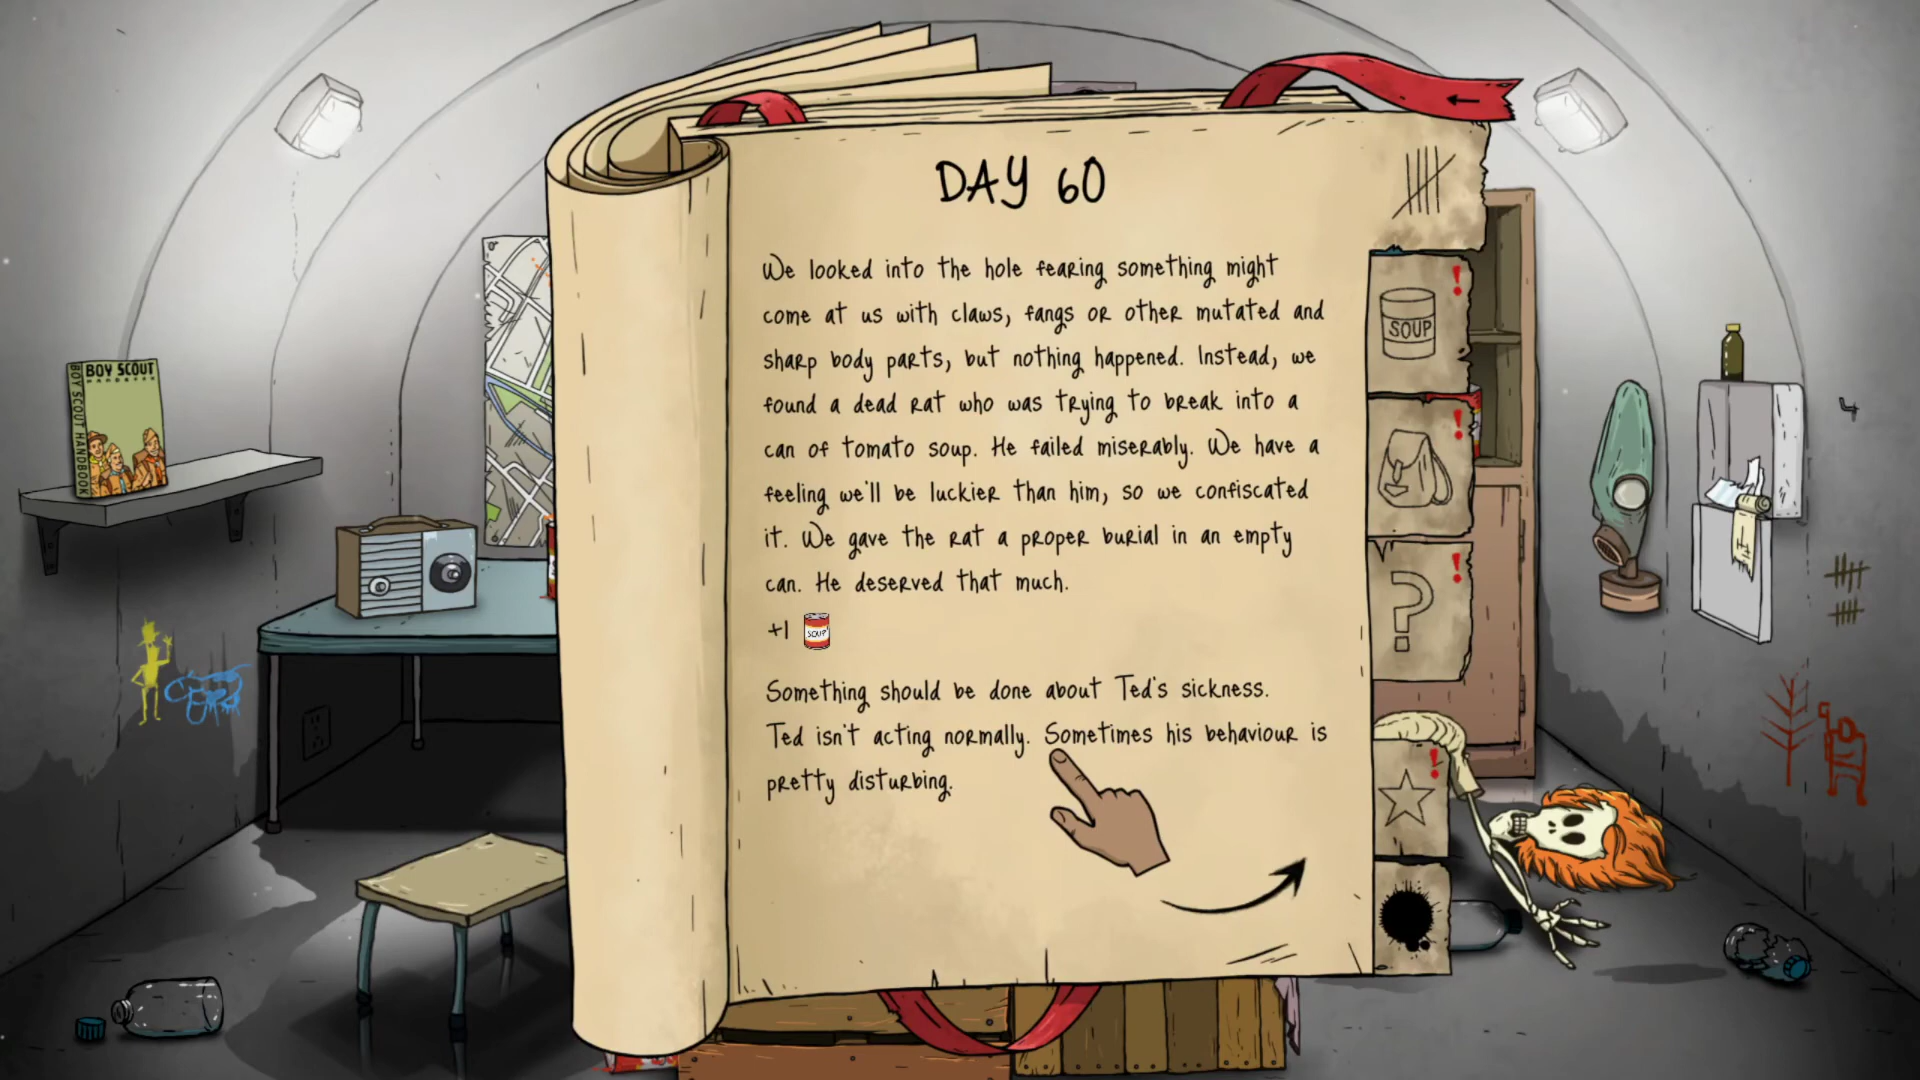 DAY 60
We looked into the hole fearing something might
come at us with claws, fangs or other mutated and
sharp body parts, but nothing happened. Instead, we
found a dead rat who was trying to break into a
can of tomato soup. He failed miserably. We have a
feeling we'll be luckier than him, so we confiscated
it. We gave the rat a proper burial in an empty
can. He deserved that much.
+1 SOUP
Something should be done about Ted's sickness.
Ted isn't acting normally. Sometimes his behaviour is
pretty disturbing.
!
SOUP
!
!
?
!
BOY SCOUT
HANDBOOK
BOY SCOUT HANDBOOK